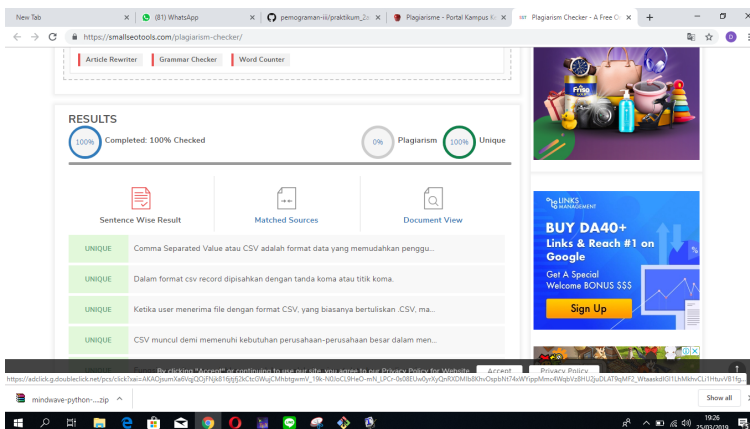 New Tab
(81) WhatsApp
pemograman-iii/praktikum_2a
Plagiarisme - Portal Kampus K
Plagiarism Checker - A Free O
https://smallseotools.com/plagiarism-checker/
Article Rewriter
Grammar Checker
Word Counter
RESULTS
100%
Completed: 100% Checked
0%
Plagiarism
100%
Unique
Sentence Wise Result
Matched Sources
Document View
UNIQUE
Comma Separated Value atau CSV adalah format data yang memudahkan penggu...
UNIQUE
Dalam format csv record dipisahkan dengan tanda koma atau titik koma.
UNIQUE
Ketika user menerima file dengan format CSV, yang biasanya bertuliskan .CSV, ma...
UNIQUE
CSV muncul demi memenuhi kebutuhan perusahaan-perusahaan besar dalam men...
By clicking "Accept" or continuing to use our site, you agree to our Privacy Policy for Website
Accept
Privacy Policy
Friso
LINKS
MANAGEMENT
BUY DA40+
Links & Reach #1 on
Google
Get A Special
Welcome BONUS $$$
Sign Up
mindwave-python-....zip
Show all
19:26
25/03/2019